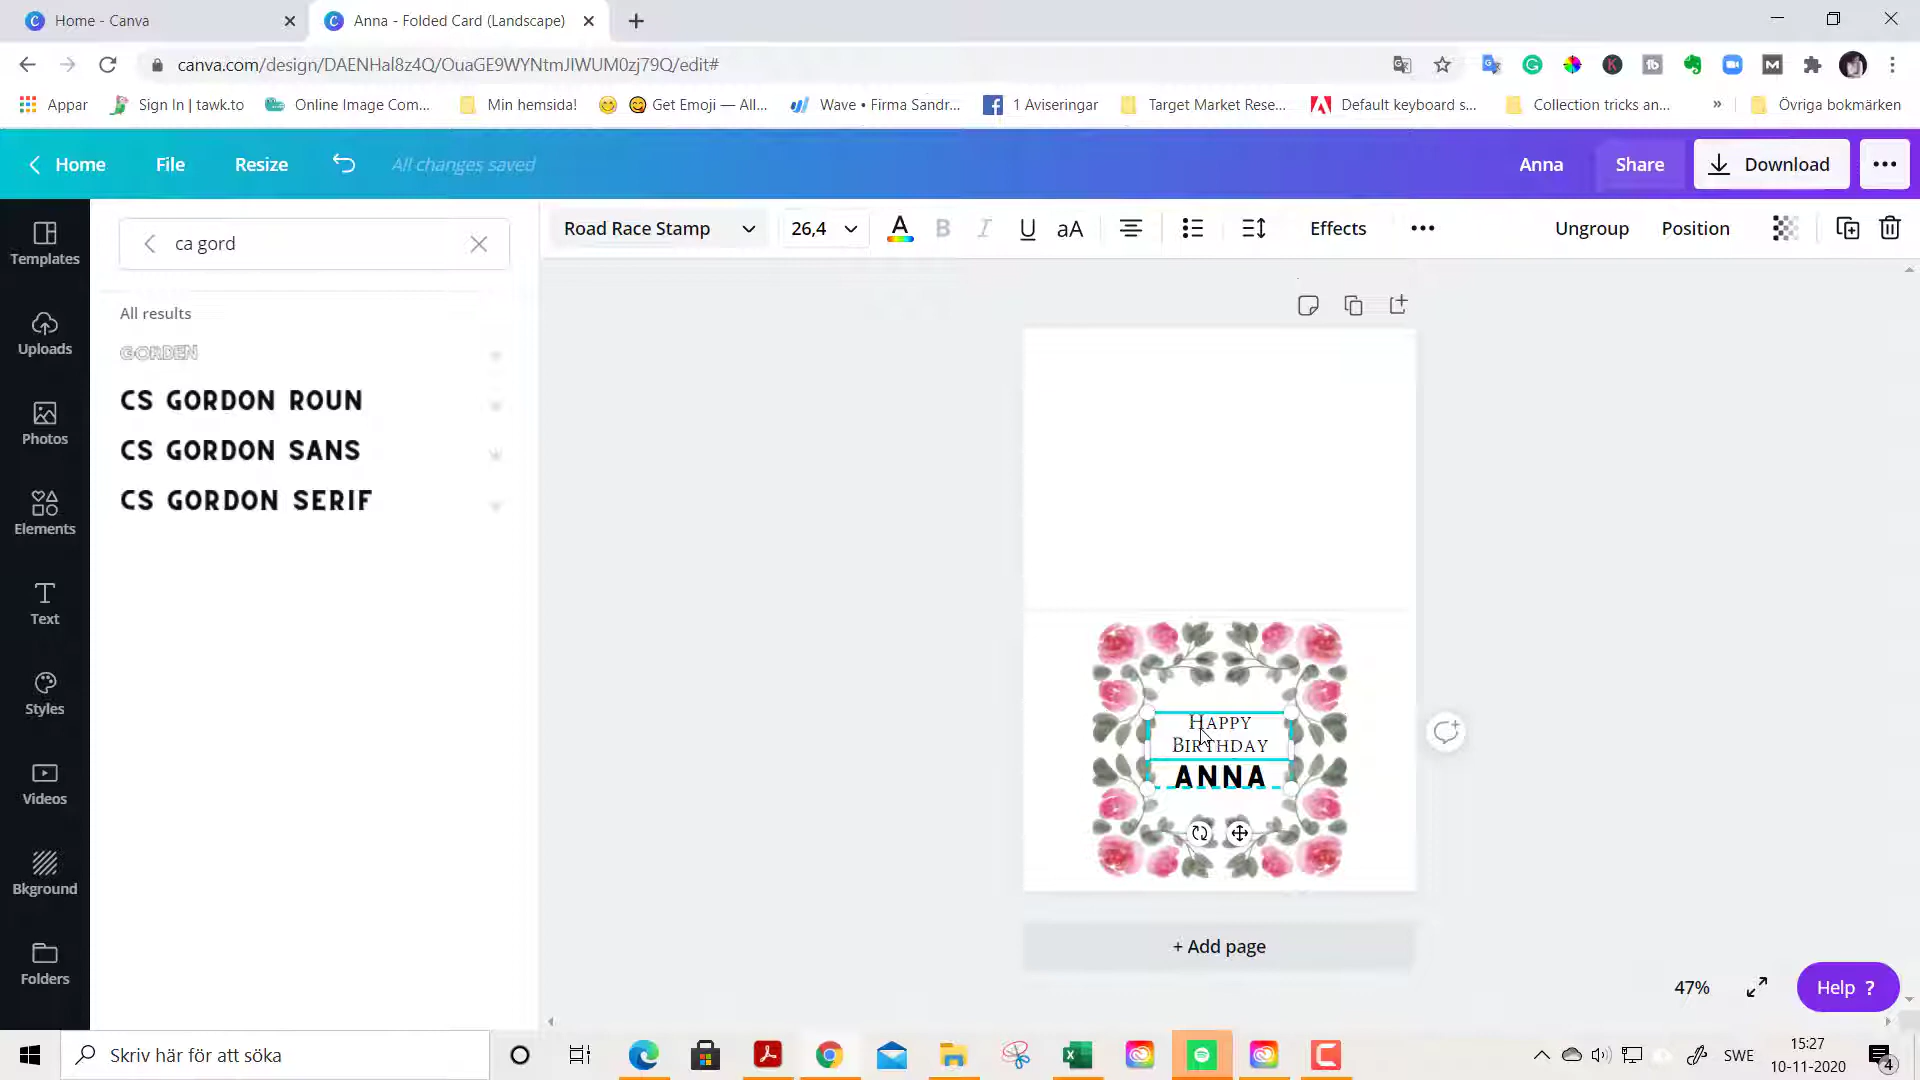 Home - Canva
Anna - Folded Card (Landscape)
canva.com/design/DAENHal8z4Q/OuaGE9WYNtmJIWUM0zj79Q/edit#
Appar
Sign In | tawk.to
Online Image Com...
Min hemsida!
Get Emoji — All...
Wave • Firma Sandr...
1 Aviseringar
Target Market Rese...
Default keyboard s...
Collection tricks an...
»
Övriga bokmärken
Home
File
Resize
All changes saved
Anna
Share
Download
Templates
Uploads
Photos
Elements
Text
Styles
Videos
Bkground
Folders
ca gord
All results
GORDEN
CS GORDON ROUN
CS GORDON SANS
CS GORDON SERIF
Road Race Stamp
26,4
A
B
I
U
aA
Effects
Ungroup
Position
Happy
Birthday
ANNA
+ Add page
47%
Help ?
Skriv här för att söka
SWE
15:27
10-11-2020
4